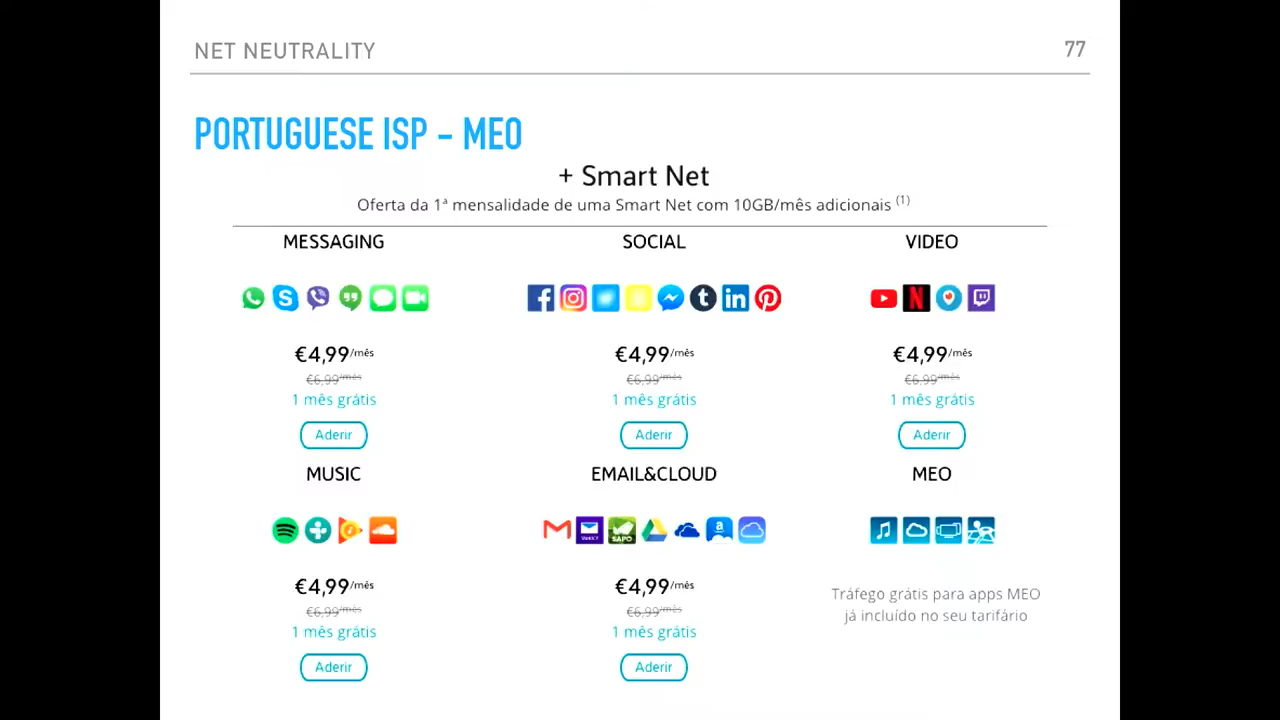 NET NEUTRALITY 77
PORTUGUESE ISP - MEO
+ Smart Net
Oferta da 1ª mensalidade de uma Smart Net com 10GB/mês adicionais (1)
MESSAGING SOCIAL VIDEO
€4,99/mês €4,99/mês €4,99/mês
€6,99/mês €6,99/mês €6,99/mês
1 mês grátis 1 mês grátis 1 mês grátis
Aderir Aderir Aderir
MUSIC EMAIL&CLOUD MEO
SAPO
€4,99/mês €4,99/mês
€6,99/mês €6,99/mês
Tráfego grátis para apps MEO
já incluído no seu tarifário
1 mês grátis 1 mês grátis
Aderir Aderir